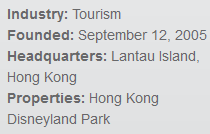 Industry: Tourism
Founded: September 12, 2005
Headquarters: Lantau Island,
Hong Kong
Properties: Hong Kong
Disneyland Park